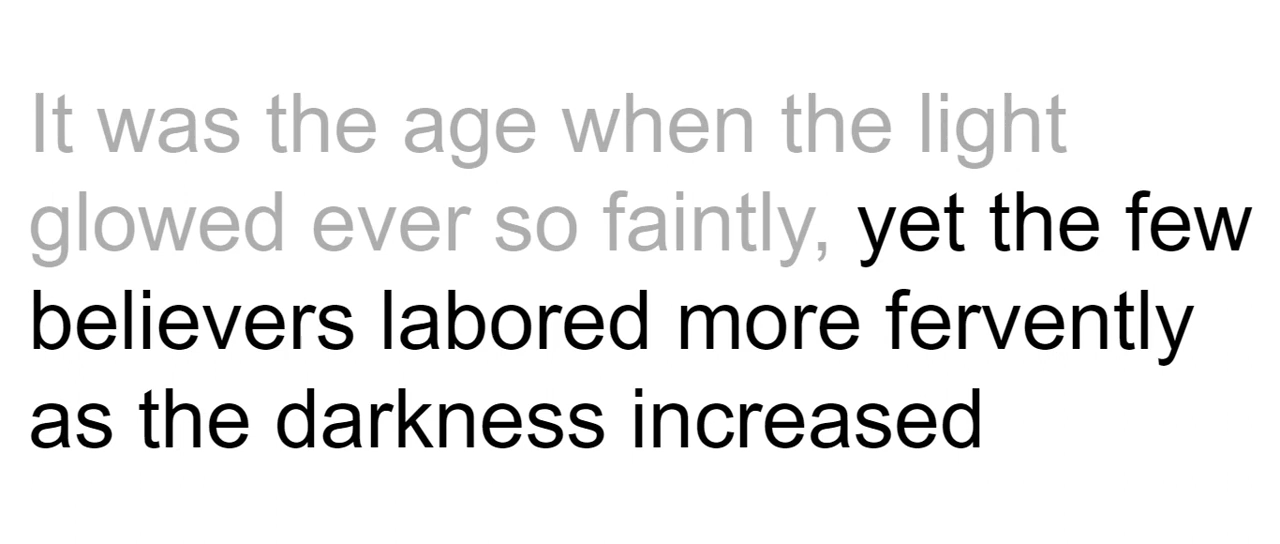 It was the age when the light
glowed ever so faintly, yet the few
believers labored more fervently
as the darkness increased